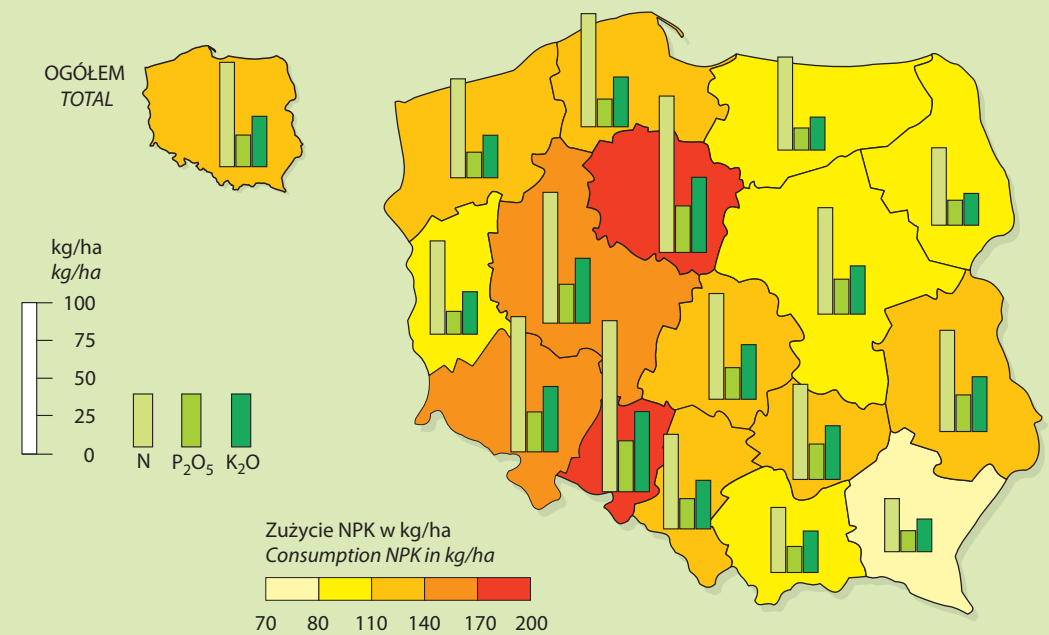 OGÓŁEM
TOTAL
kg/ha
kg/ha
100
75
50
25
0
N P₂O₅ K₂O
Zużycie NPK w kg/ha
Consumption NPK in kg/ha
70 80 110 140 170 200